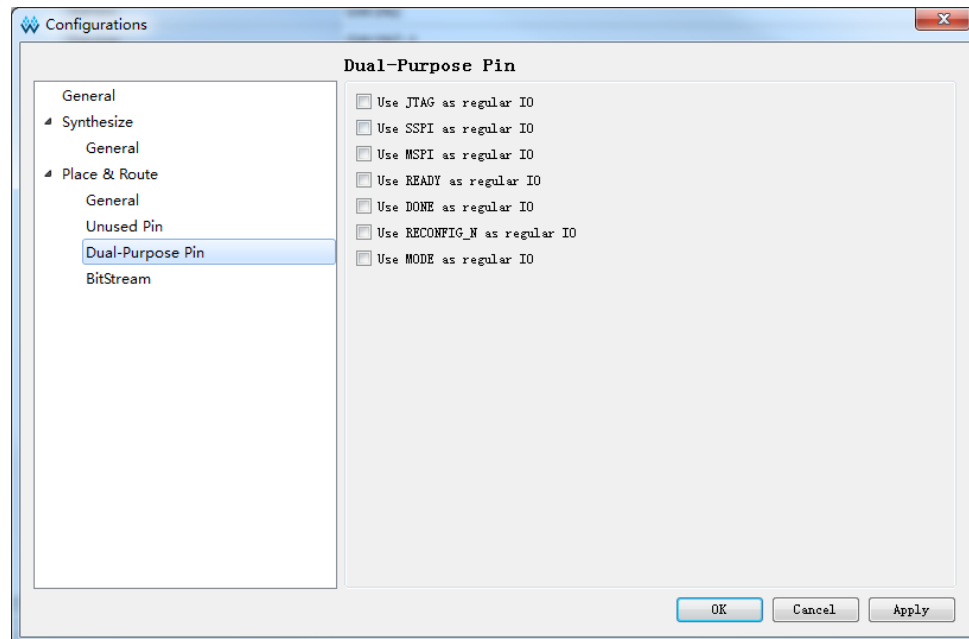 Configurations
Dual-Purpose Pin
General
Synthesize
General
Place & Route
General
Unused Pin
Dual-Purpose Pin
BitStream
Use JTAG as regular IO
Use SSPI as regular IO
Use MSPI as regular IO
Use READY as regular IO
Use DONE as regular IO
Use RECONFIG_N as regular IO
Use MODE as regular IO
OK
Cancel
Apply